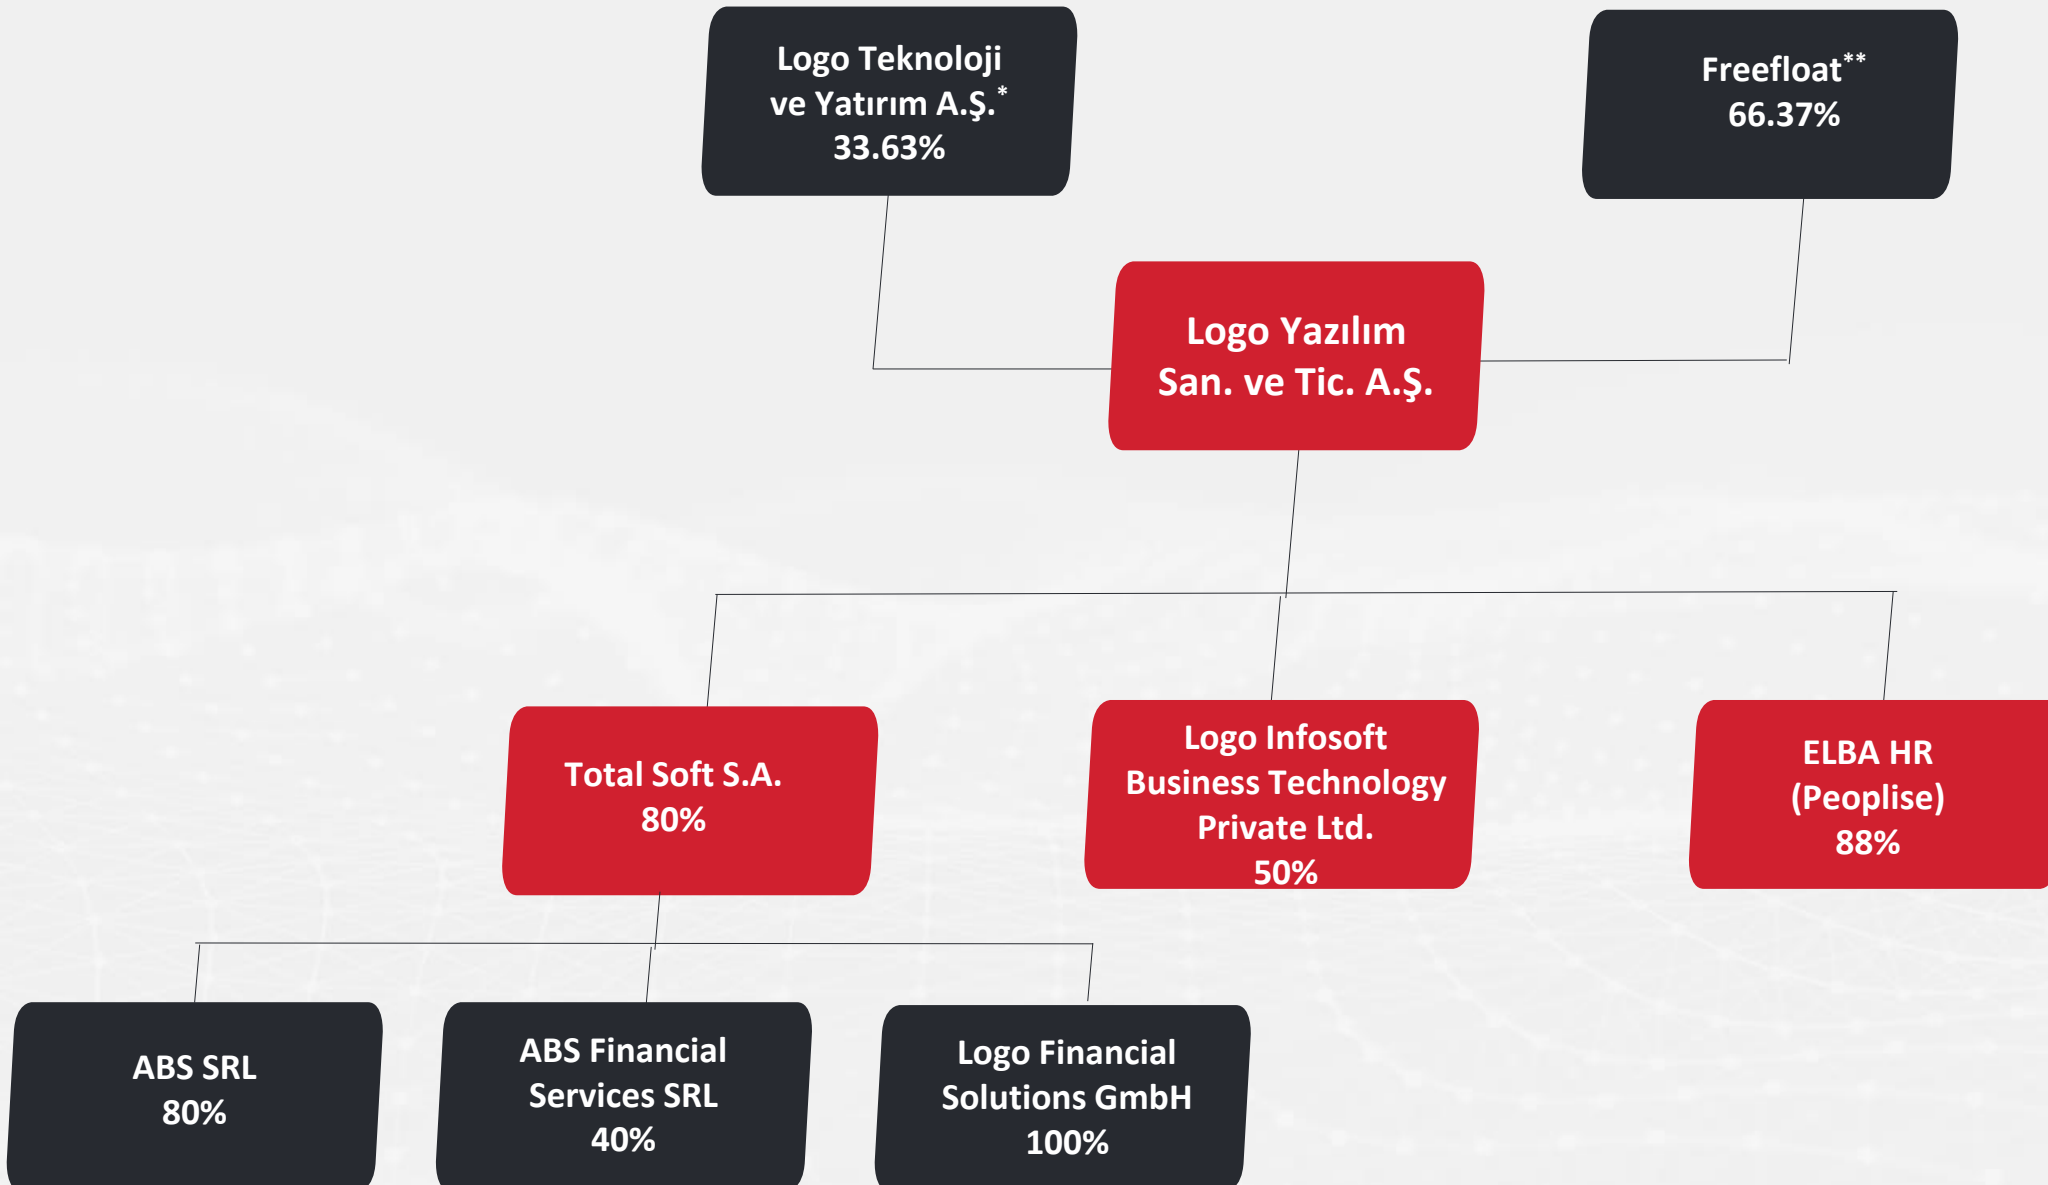 Logo Teknoloji
ve Yatırım A.Ş.*
33.63%
Freefloat**
66.37%
Logo Yazılım
San. ve Tic. A.Ş.
Total Soft S.A.
80%
Logo Infosoft
Business Technology
Private Ltd.
50%
ELBA HR
(Peoplise)
88%
ABS SRL
80%
ABS Financial
Services SRL
40%
Logo Financial
Solutions GmbH
100%